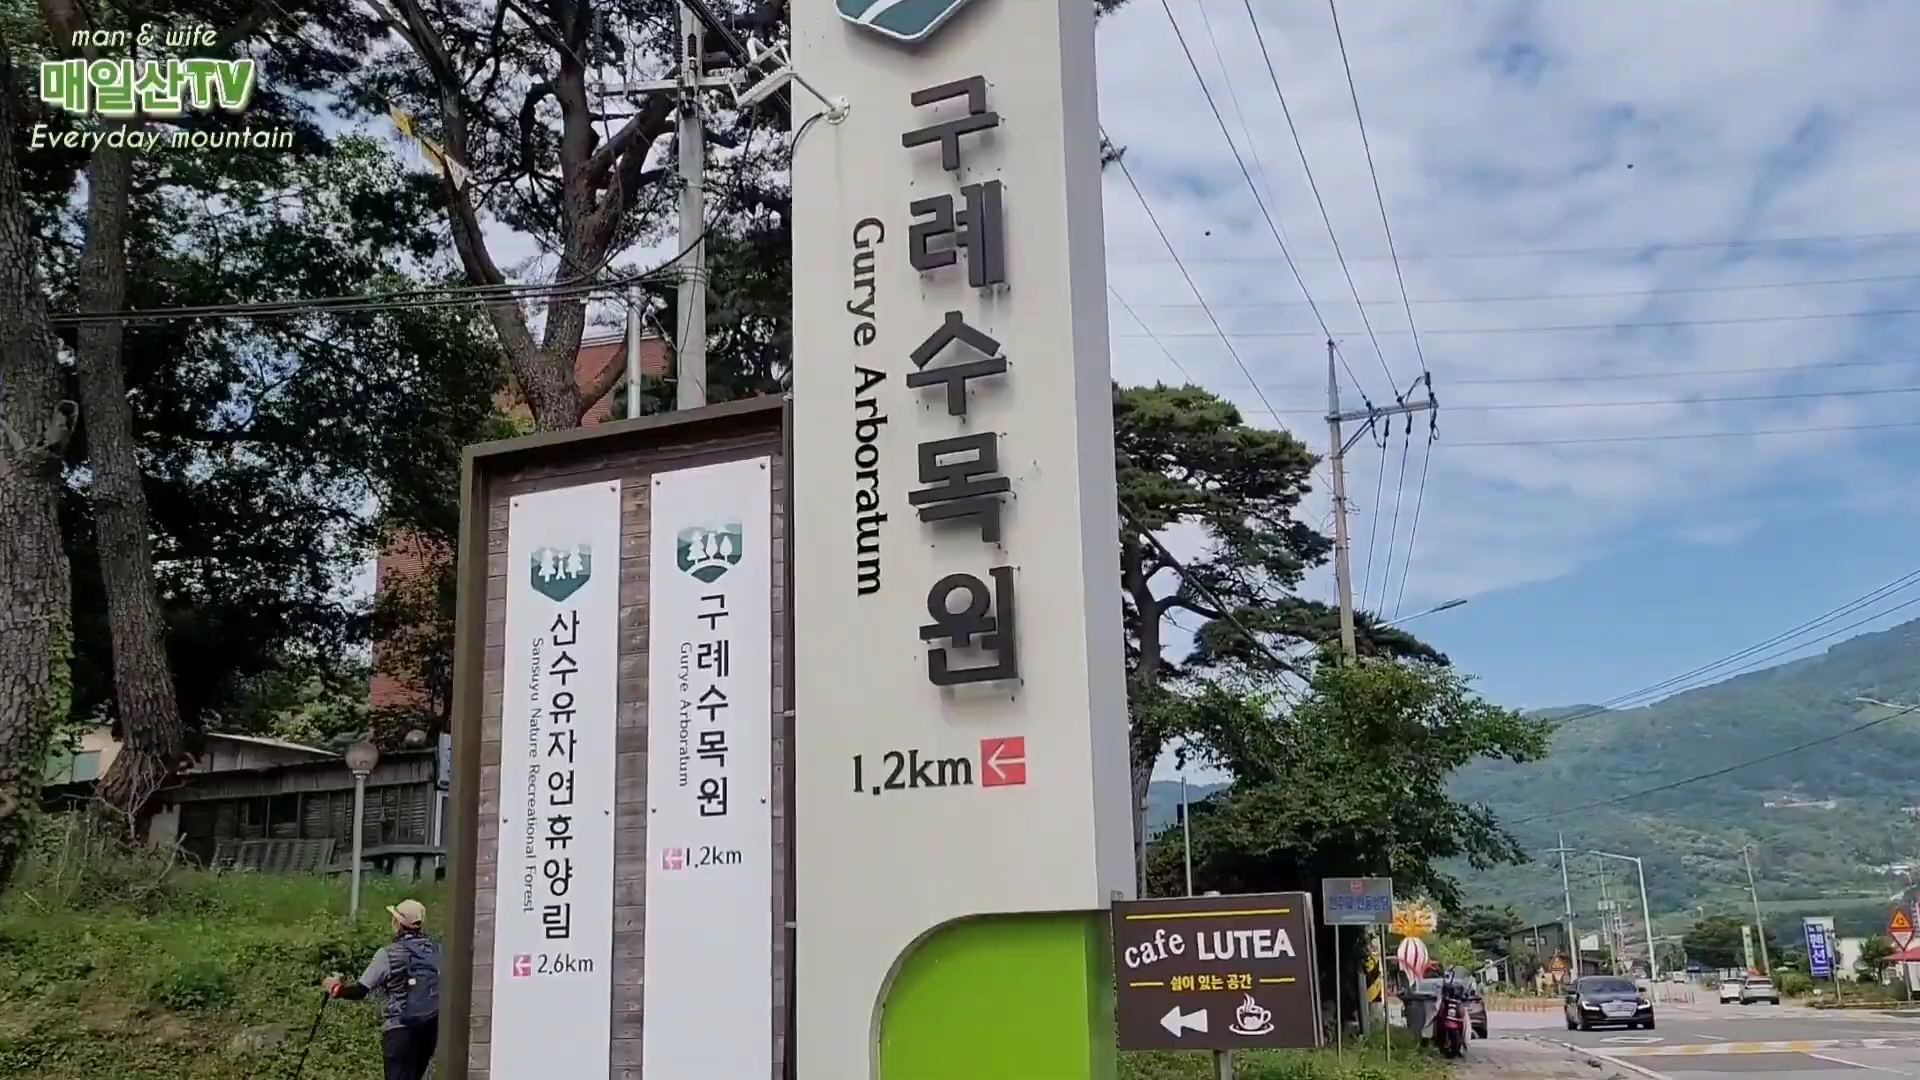 man & wife
매일산TV
Everyday mountain
구례수목원
Gurye Arboratum
1.2km
산수유자연휴양림
Sansuyu Nature Recreational Forest
2.6km
구례수목원
Gurye Arboratum
1.2km
cafe LUTEA
쉼이 있는 공간
펜션